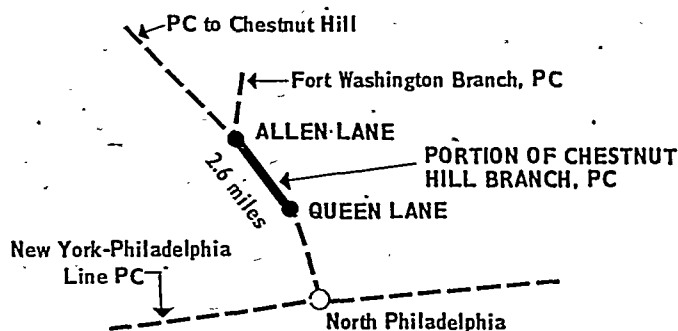 PC to Chestnut Hill
Fort Washington Branch, PC
ALLEN LANE
2.6 miles
PORTION OF CHESTNUT
HILL BRANCH, PC
QUEEN LANE
New York-Philadelphia
Line PC
North Philadelphia